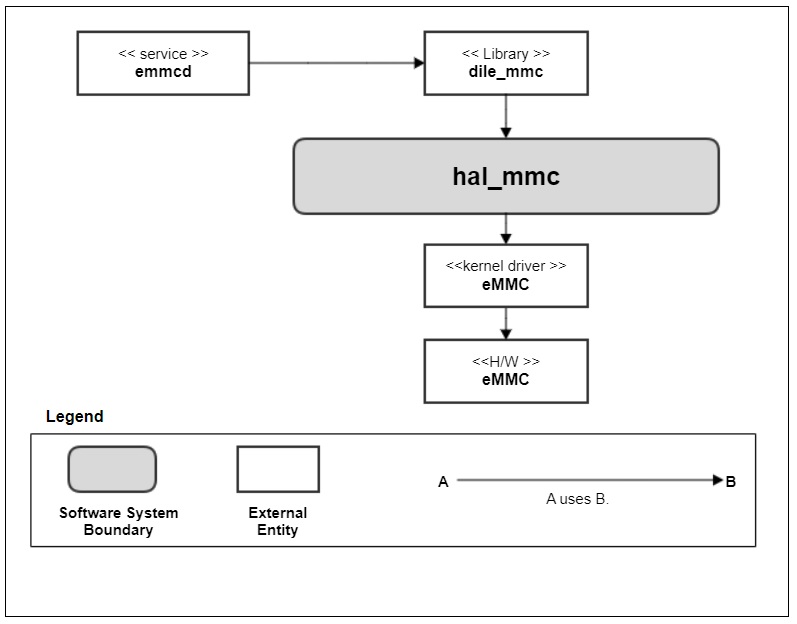 << service >>
emmcd
<< Library >>
dile_mmc
hal_mmc
<<kernel driver >>
eMMC
<<H/W >>
eMMC
Legend
Software System
Boundary
External
Entity
A
B
A uses B.